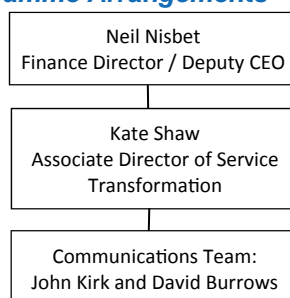 Arrangements
Neil Nisbet
Finance Director / Deputy CEO
Kate Shaw
Associate Director of Service
Transformation
Communications Team:
John Kirk and David Burrows